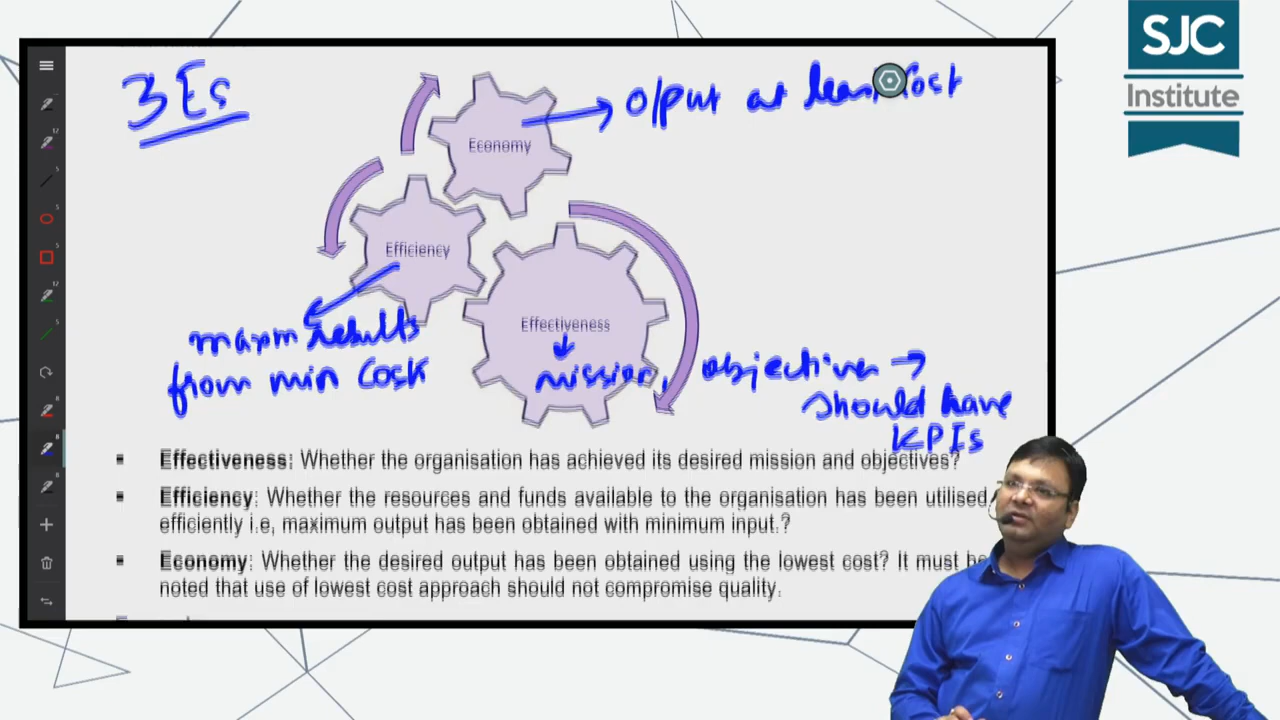 SJC
Institute
3 Es
Economy
O/put at least cost
Efficiency
maxm results
from min Cost
Effectiveness
mission, objectives →
should have
KPIs
▪ Effectiveness: Whether the organisation has achieved its desired mission and objectives?
▪ Efficiency: Whether the resources and funds available to the organisation has been utilised
efficiently i.e, maximum output has been obtained with minimum input.?
▪ Economy: Whether the desired output has been obtained using the lowest cost? It must be
noted that use of lowest cost approach should not compromise quality.